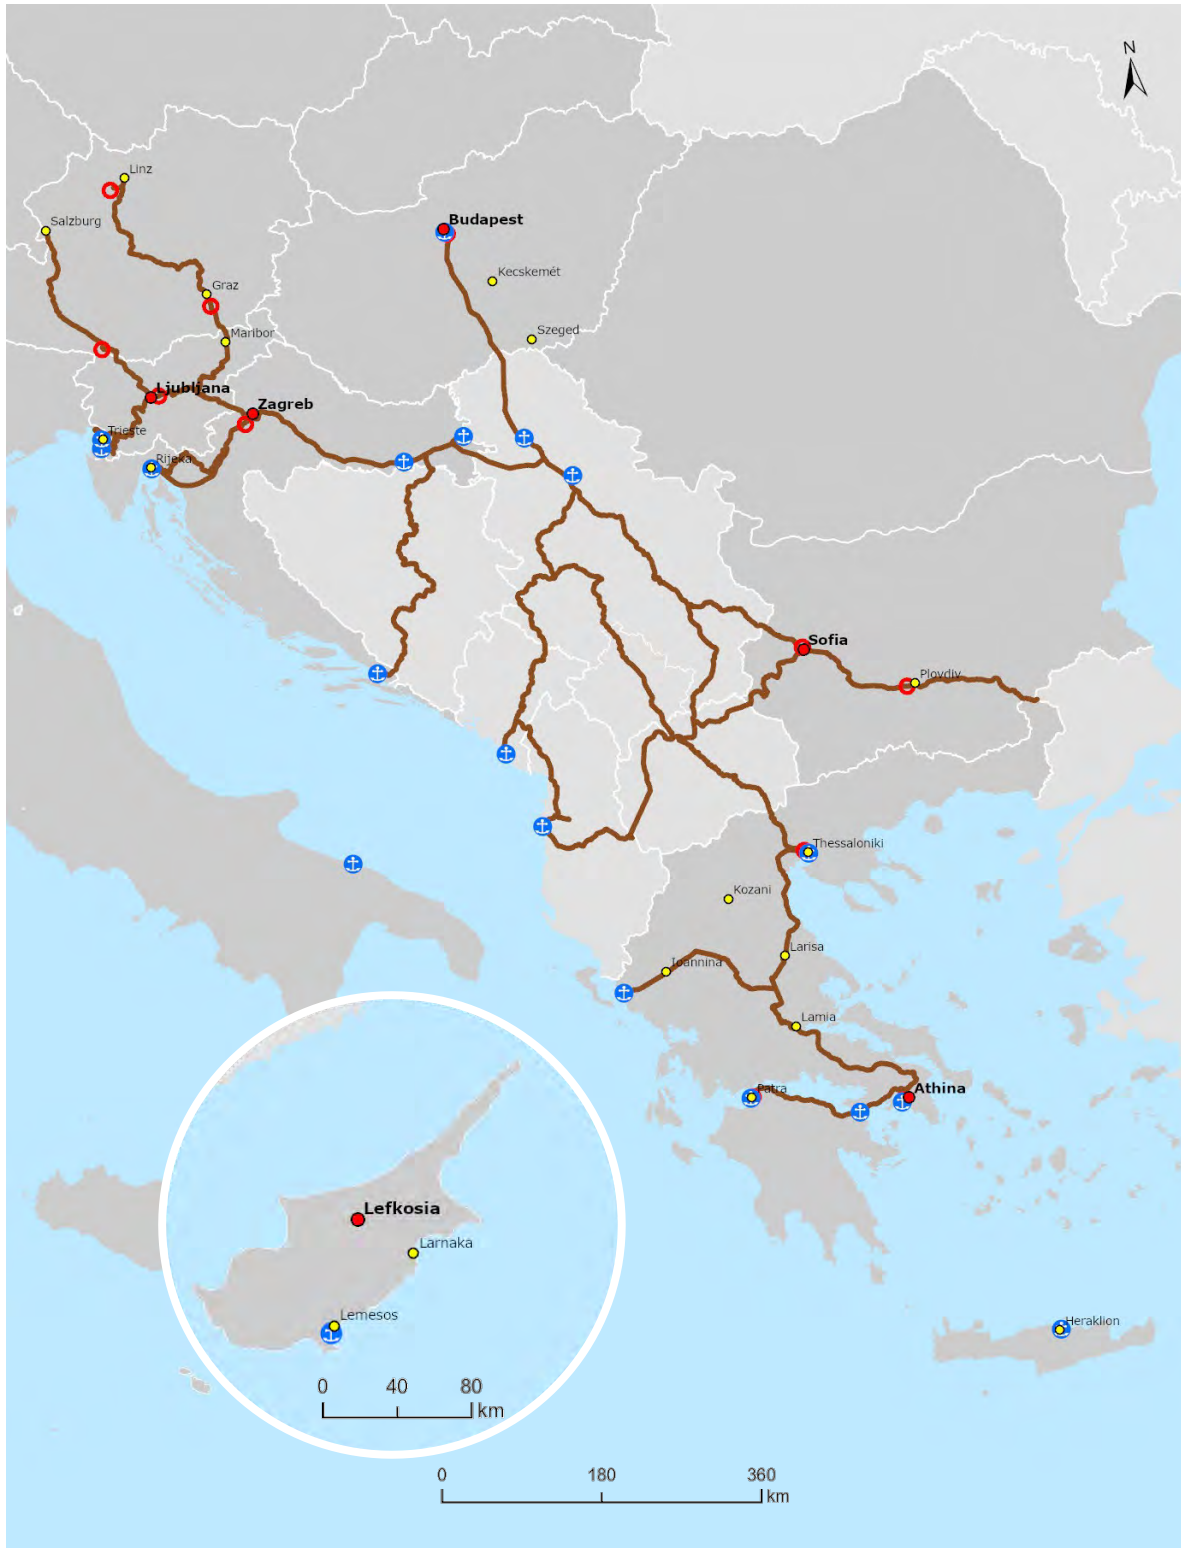 N
Linz
Salzburg
Budapest
Kecskemét
Graz
Szeged
Maribor
Ljubljana
Zagreb
Trieste
Rijeka
Sofia
Plovdiv
Thessaloniki
Kozani
Larisa
Ioannina
Lamia
Patra
Athina
Lefkosia
Larnaka
Lemesos
Heraklion
0 40 80
km
0 180 360
km